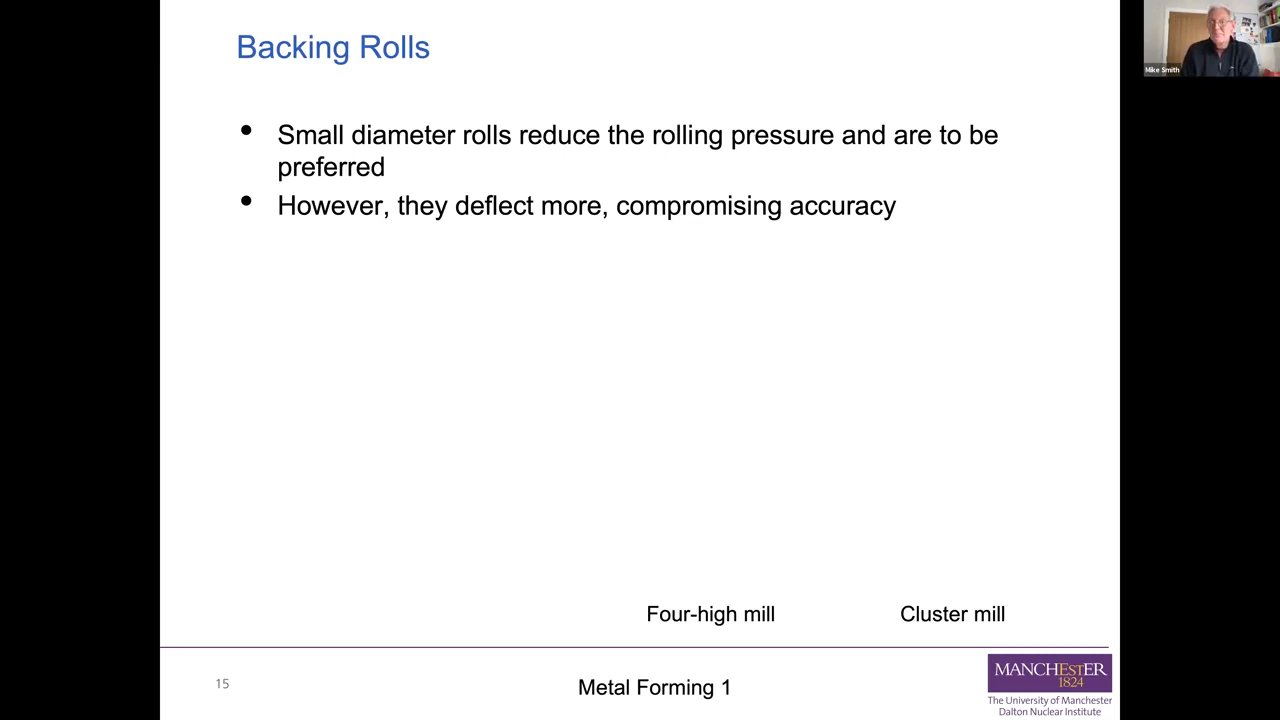 Backing Rolls
Mike Smith
• Small diameter rolls reduce the rolling pressure and are to be
preferred
• However, they deflect more, compromising accuracy
Four-high mill
Cluster mill
15
Metal Forming 1
MANCHESTER
1824
The University of Manchester
Dalton Nuclear Institute